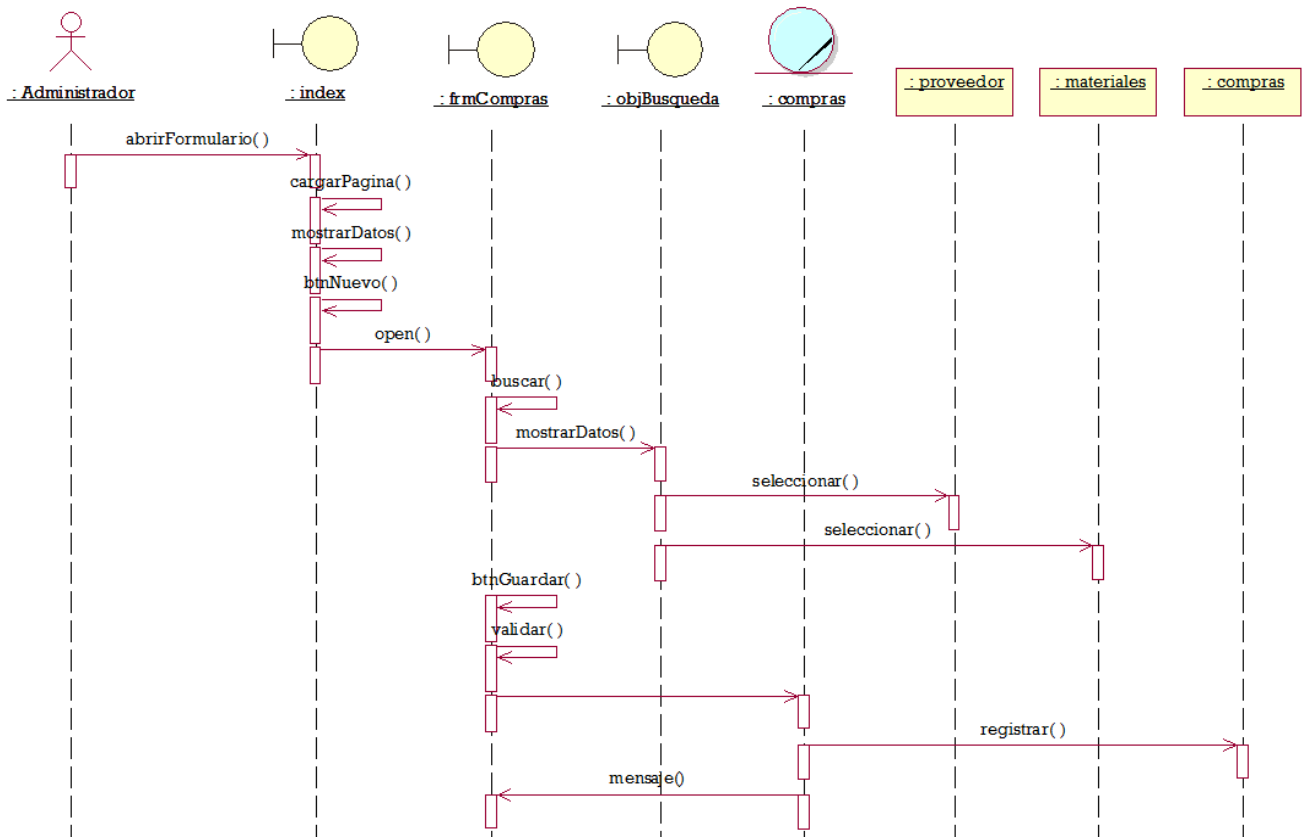 : Administrador
: index
: frmCompras
: objBusqueda
: compras
: proveedor
: materiales
: compras
abrirFormulario( )
cargarPagina( )
mostrarDatos( )
btnNuevo( )
open( )
buscar( )
mostrarDatos( )
seleccionar( )
seleccionar( )
btnGuardar( )
validar( )
registrar( )
mensaje()